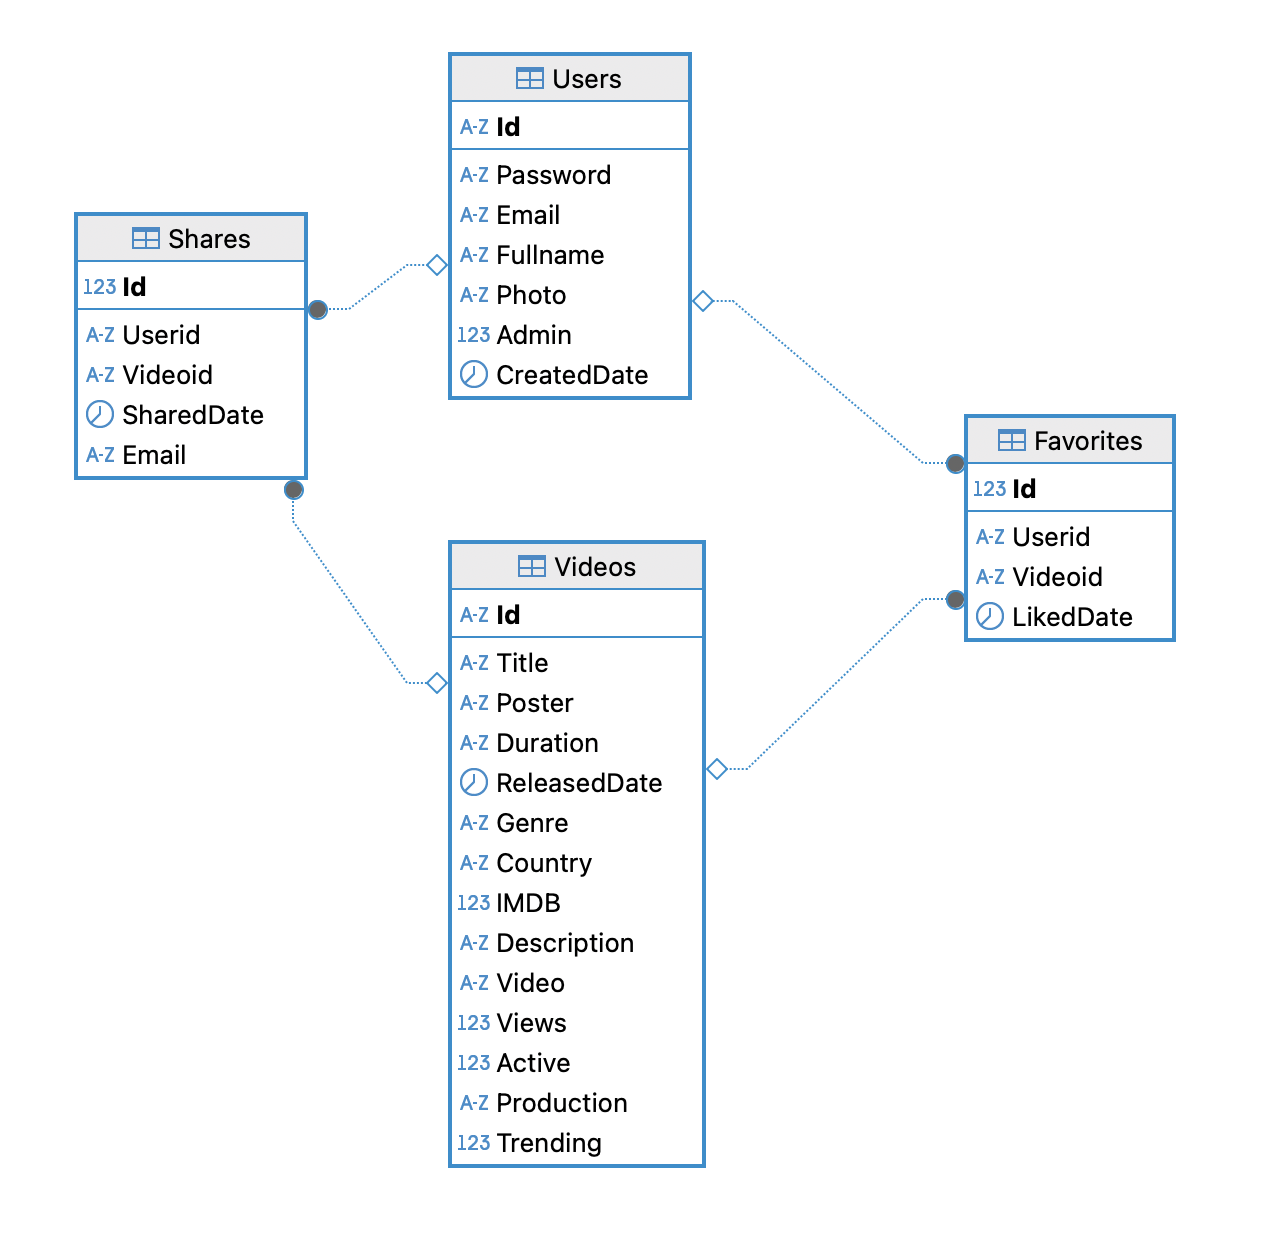 Users
A-Z Id
A-Z Password
A-Z Email
A-Z Fullname
A-Z Photo
123 Admin
CreatedDate
Shares
123 Id
A-Z Userid
A-Z Videoid
SharedDate
A-Z Email
Favorites
123 Id
A-Z Userid
A-Z Videoid
LikedDate
Videos
A-Z Id
A-Z Title
A-Z Poster
A-Z Duration
ReleasedDate
A-Z Genre
A-Z Country
123 IMDB
A-Z Description
A-Z Video
123 Views
123 Active
A-Z Production
123 Trending